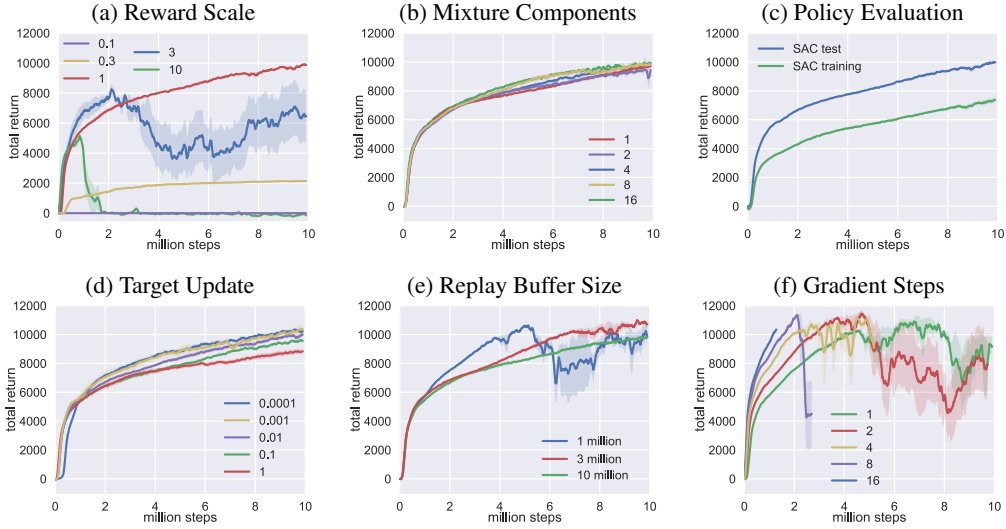 (a) Reward Scale
12000
10000
8000
6000
4000
2000
0
total return
0.1
0.3
1
3
10
0 2 4 6 8 10
million steps
(b) Mixture Components
12000
10000
8000
6000
4000
2000
0
total return
1
2
4
8
16
0 2 4 6 8 10
million steps
(c) Policy Evaluation
12000
10000
8000
6000
4000
2000
0
total return
SAC test
SAC training
0 2 4 6 8 10
million steps
(d) Target Update
12000
10000
8000
6000
4000
2000
0
total return
0.0001
0.001
0.01
0.1
1
0 2 4 6 8 10
million steps
(e) Replay Buffer Size
12000
10000
8000
6000
4000
2000
0
total return
1 million
3 million
10 million
0 2 4 6 8 10
million steps
(f) Gradient Steps
12000
10000
8000
6000
4000
2000
0
total return
1
2
4
8
16
0 2 4 6 8 10
million steps